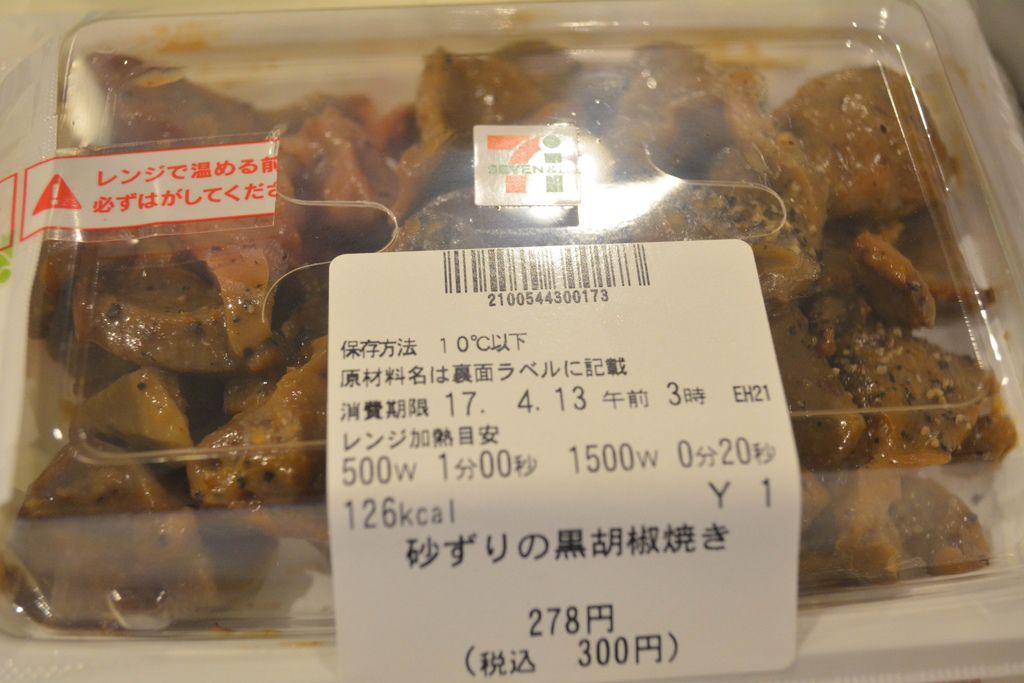 レンジで温める前
必ずはがしてくださ
SEVEN & i
2100544300173
保存方法 10℃以下
原材料名は裏面ラベルに記載
消費期限 17. 4.13 午前 3時 EH21
レンジ加熱目安
500W 1分00秒 1500W 0分20秒
126kcal Y 1
砂ずりの黒胡椒焼き
278円
(税込 300円)